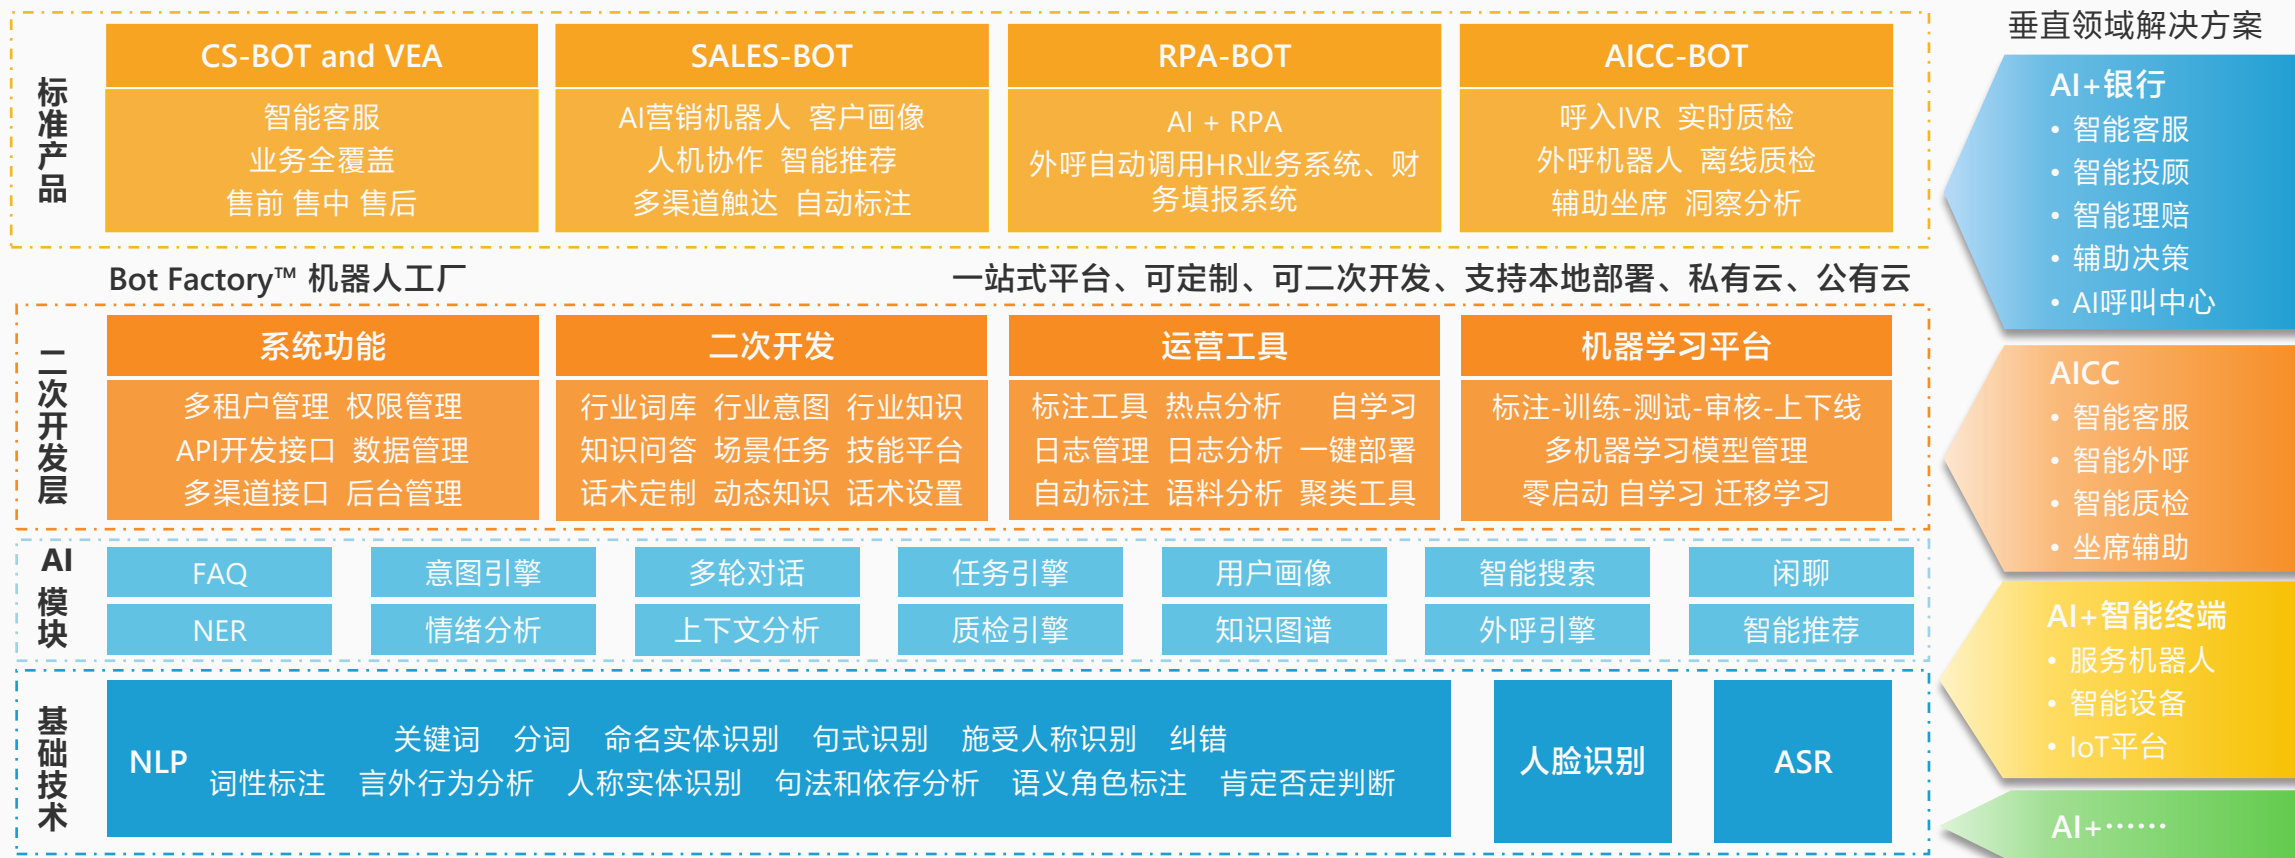 标准产品
CS-BOT and VEA
智能客服
业务全覆盖
售前 售中 售后
SALES-BOT
AI营销机器人 客户画像
人机协作 智能推荐
多渠道触达 自动标注
RPA-BOT
AI + RPA
外呼自动调用HR业务系统、财
务填报系统
AICC-BOT
呼入IVR 实时质检
外呼机器人 离线质检
辅助坐席 洞察分析
Bot Factory™ 机器人工厂
一站式平台、可定制、可二次开发、支持本地部署、私有云、公有云
二次开发层
系统功能
多租户管理 权限管理
API开发接口 数据管理
多渠道接口 后台管理
二次开发
行业词库 行业意图 行业知识
知识问答 场景任务 技能平台
话术定制 动态知识 话术设置
运营工具
标注工具 热点分析 自学习
日志管理 日志分析 一键部署
自动标注 语料分析 聚类工具
机器学习平台
标注-训练-测试-审核-上下线
多机器学习模型管理
零启动 自学习 迁移学习
AI
模块
FAQ
意图引擎
多轮对话
任务引擎
用户画像
智能搜索
闲聊
NER
情绪分析
上下文分析
质检引擎
知识图谱
外呼引擎
智能推荐
基础技术
NLP
关键词 分词 命名实体识别 句式识别 施受人称识别 纠错
词性标注 言外行为分析 人称实体识别 句法和依存分析 语义角色标注 肯定否定判断
人脸识别
ASR
垂直领域解决方案
AI+银行
• 智能客服
• 智能投顾
• 智能理赔
• 辅助决策
• AI呼叫中心
AICC
• 智能客服
• 智能外呼
• 智能质检
• 坐席辅助
AI+智能终端
• 服务机器人
• 智能设备
• IoT平台
AI+……